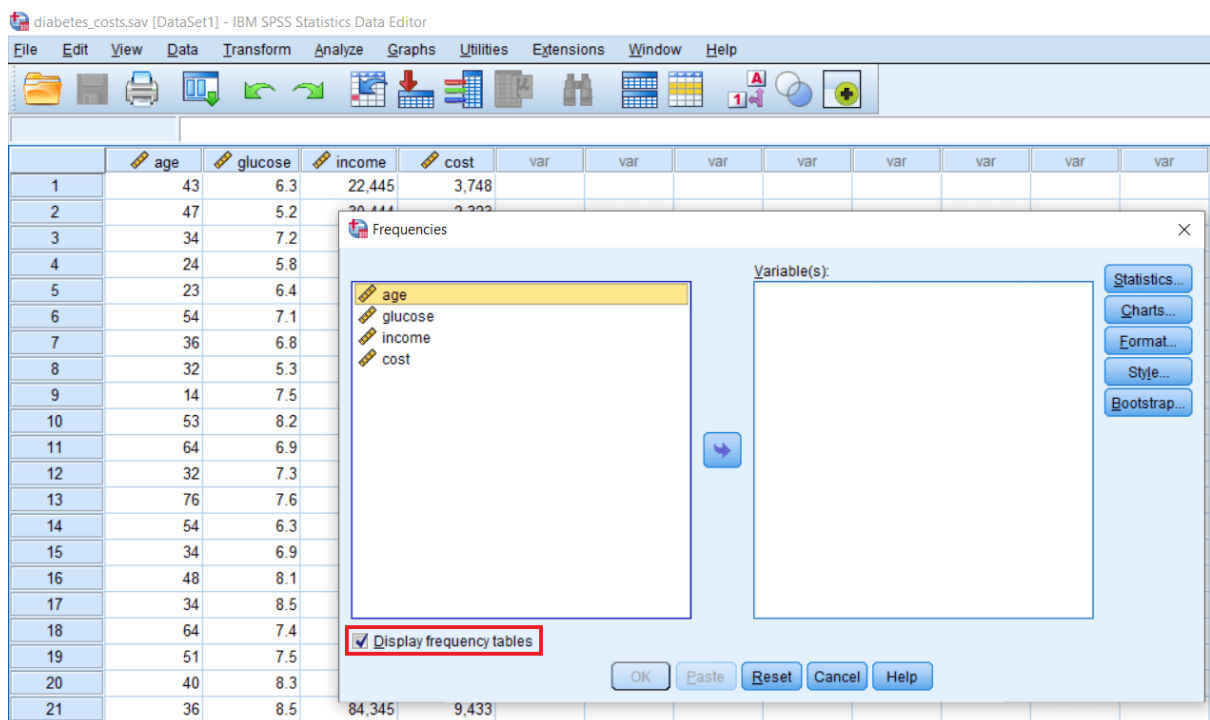 diabetes_costs.sav [DataSet1] - IBM SPSS Statistics Data Editor
File Edit View Data Transform Analyze Graphs Utilities Extensions Window Help
age glucose income cost var var var var var var var var
1 43 6.3 22,445 3,748
2 47 5.2 30,444 2,323
3 34 7.2
4 24 5.8
5 23 6.4
6 54 7.1
7 36 6.8
8 32 5.3
9 14 7.5
10 53 8.2
11 64 6.9
12 32 7.3
13 76 7.6
14 54 6.3
15 34 6.9
16 48 8.1
17 34 8.5
18 64 7.4
19 51 7.5
20 40 8.3
21 36 8.5 84,345 9,433
Frequencies
Variable(s):
age
glucose
income
cost
Statistics...
Charts...
Format...
Style...
Bootstrap...
Display frequency tables
OK Paste Reset Cancel Help